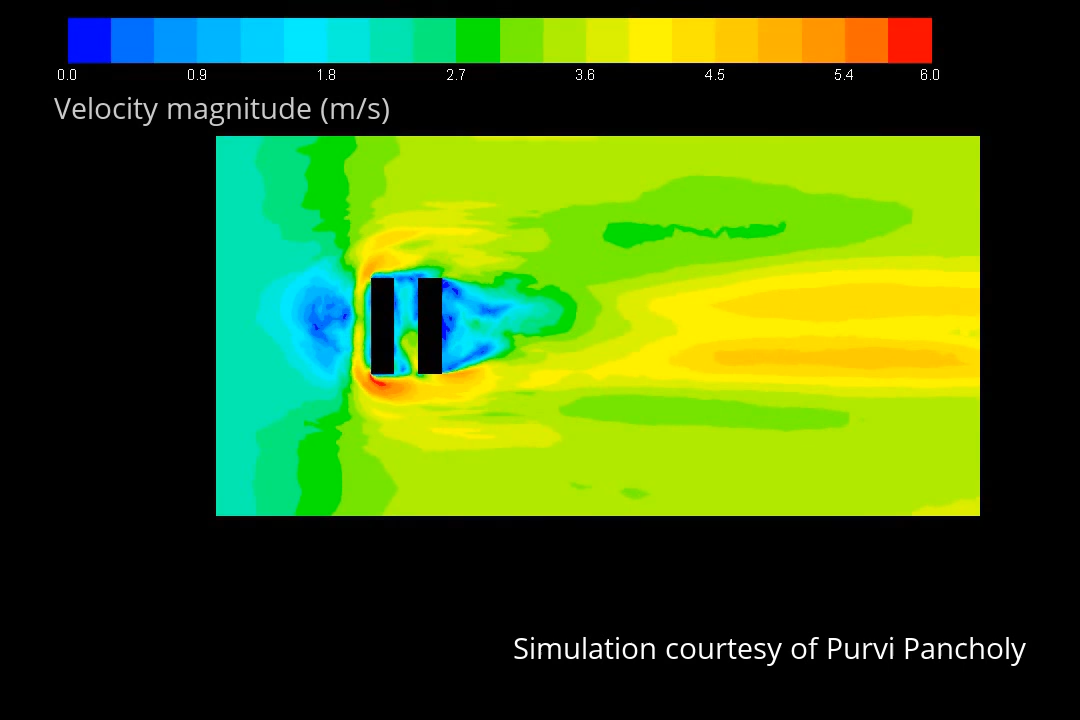 0.0 0.9 1.8 2.7 3.6 4.5 5.4 6.0
Velocity magnitude (m/s)
Simulation courtesy of Purvi Pancholy